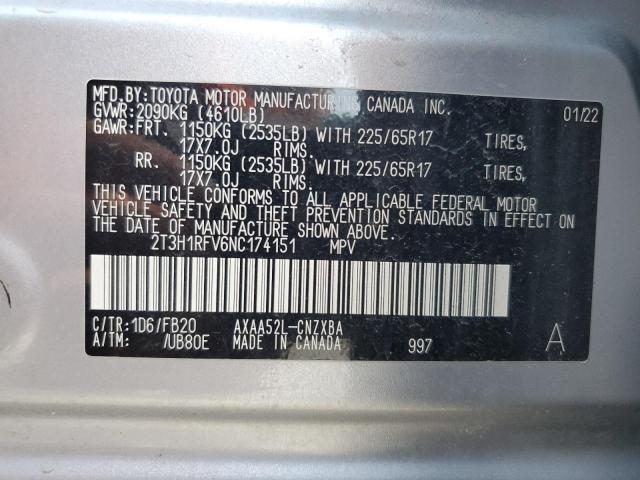 MFD.BY:TOYOTA MOTOR MANUFACTURING CANADA INC.
GVWR:2090KG (4610LB) 01/22
GAWR:FRT. 1150KG (2535LB) WITH 225/65R17 TIRES,
17X7.0J RIMS.
RR. 1150KG (2535LB) WITH 225/65R17 TIRES,
17X7.0J RIMS.
THIS VEHICLE CONFORMS TO ALL APPLICABLE FEDERAL MOTOR
VEHICLE SAFETY AND THEFT PREVENTION STANDARDS IN EFFECT ON
THE DATE OF MANUFACTURE SHOWN ABOVE.
2T3H1RFV6NC174151 MPV
C/TR:1D6/FB20 AXAA52L-CNZXBA
A/TM: /UB80E MADE IN CANADA 997 A